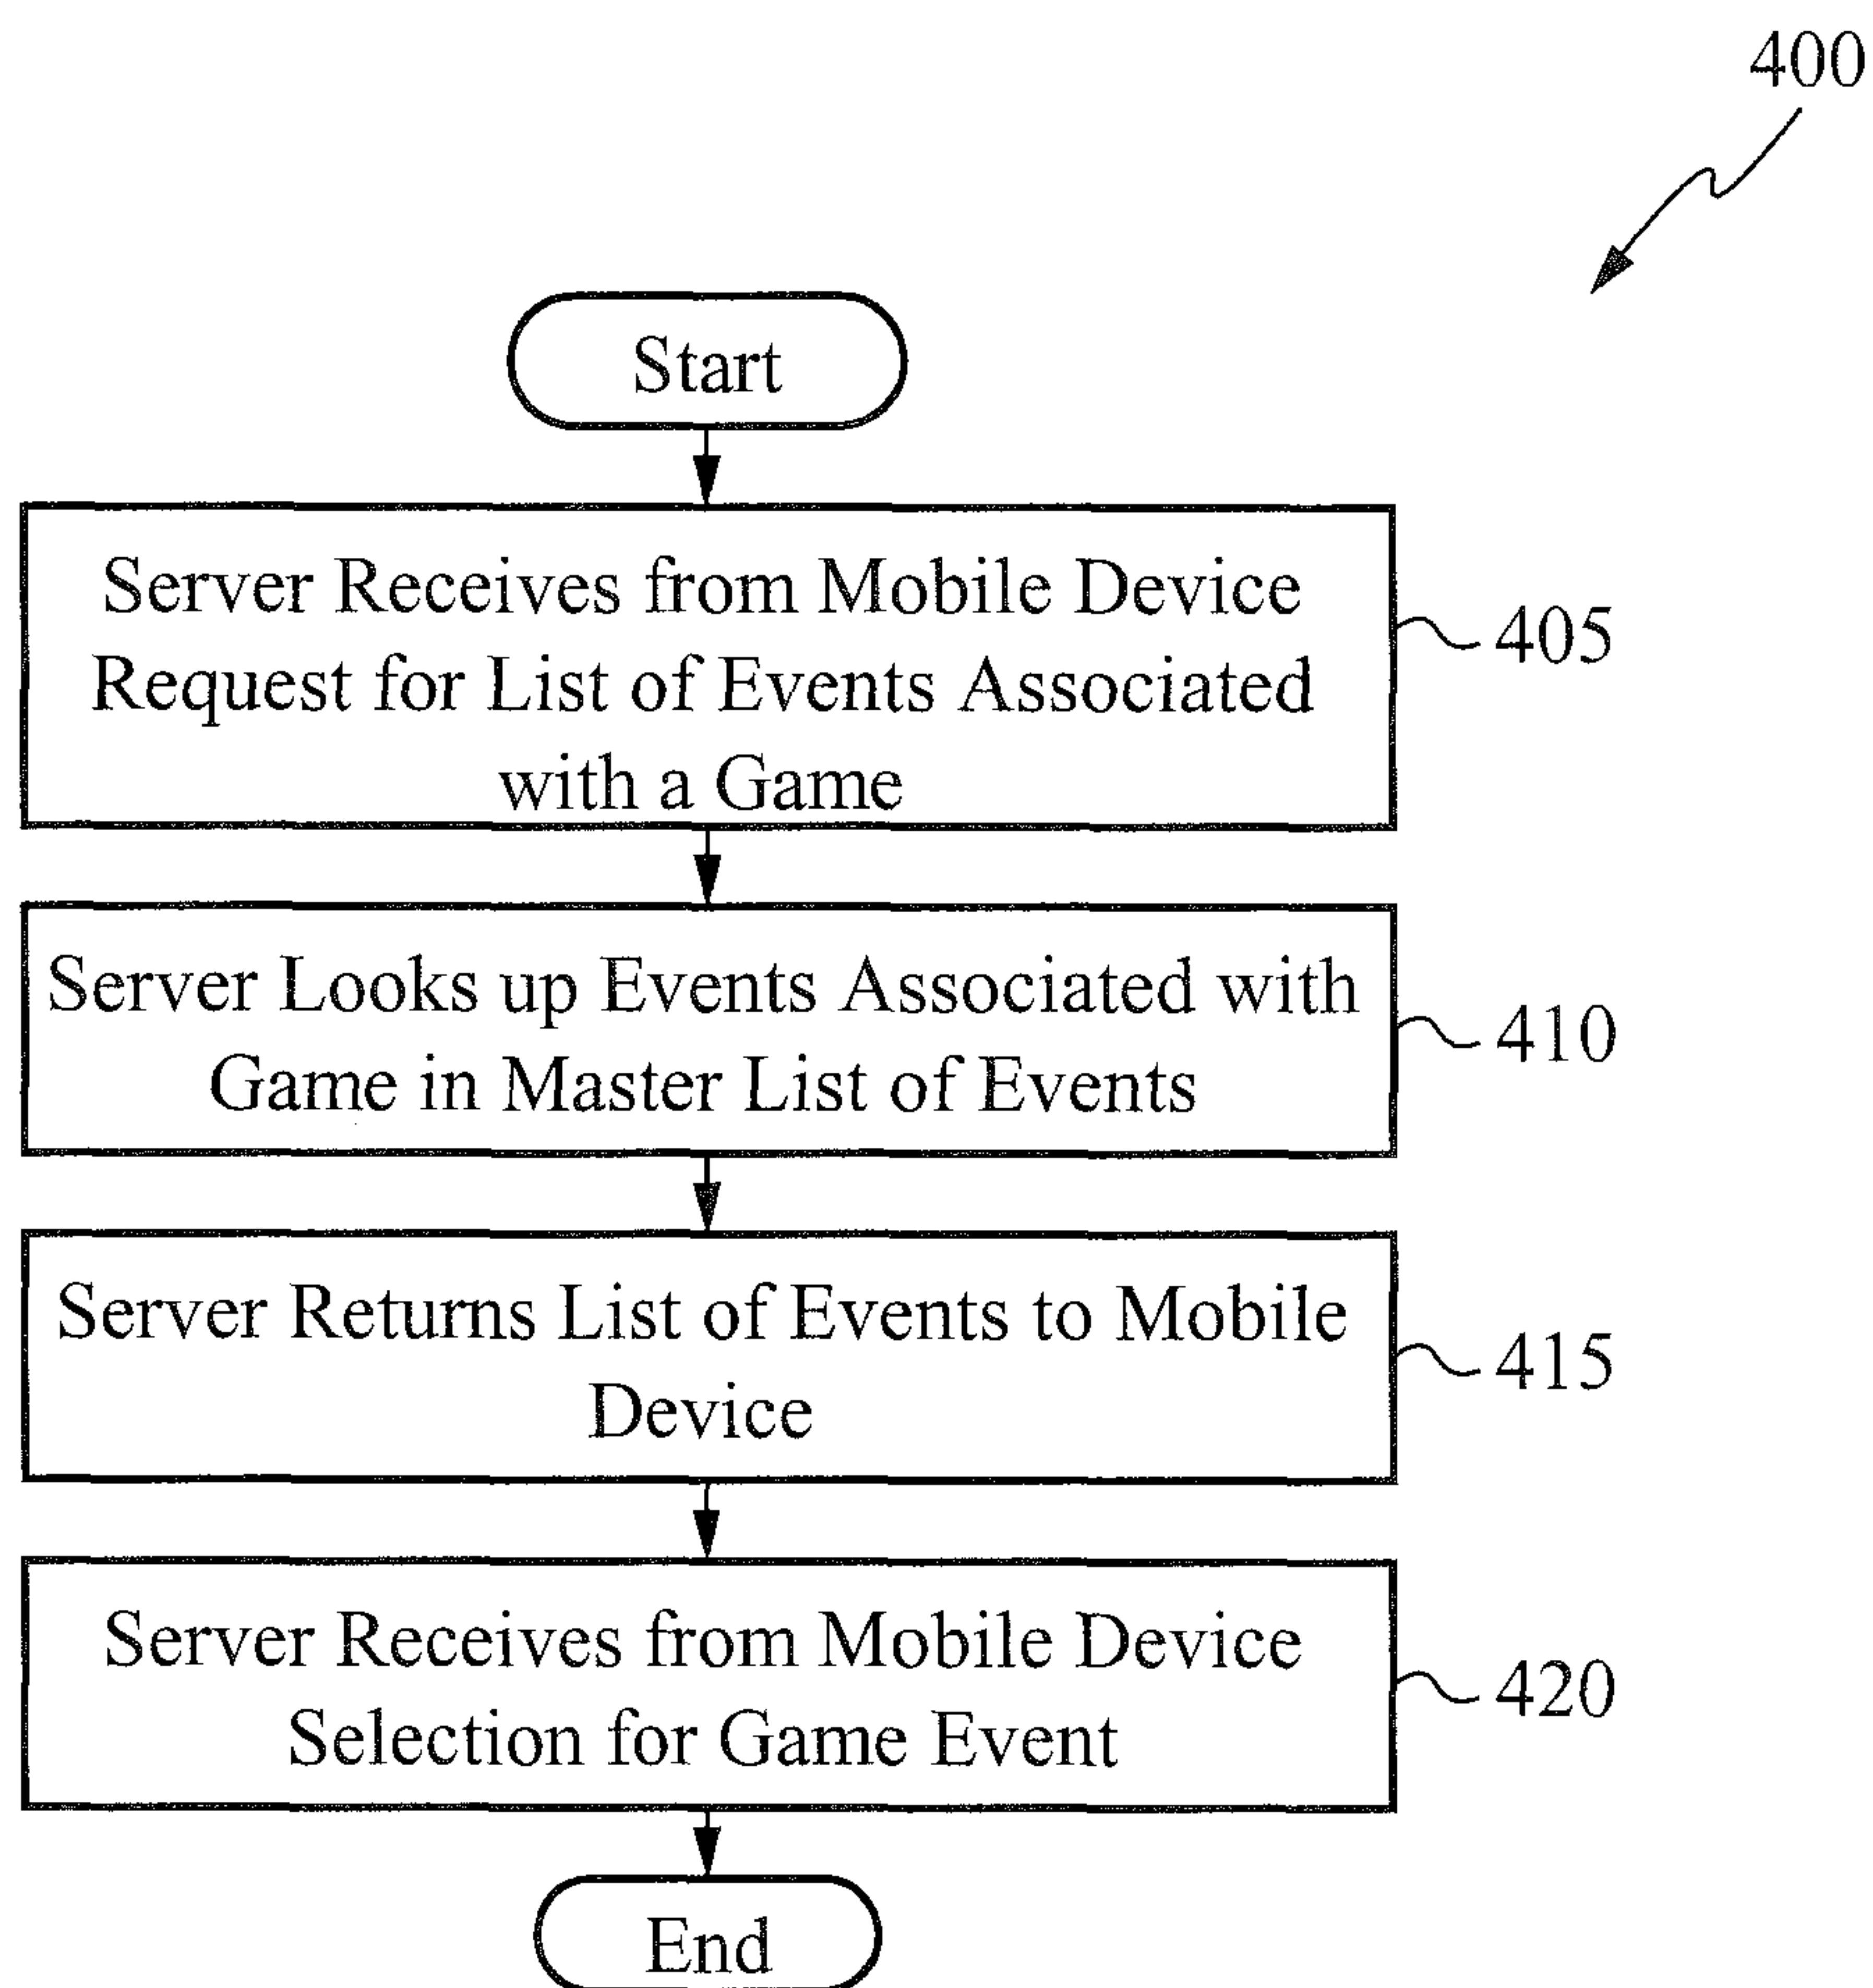 400
Start
Server Receives from Mobile Device
Request for List of Events Associated
with a Game
405
Server Looks up Events Associated with
Game in Master List of Events
410
Server Returns List of Events to Mobile
Device
415
Server Receives from Mobile Device
Selection for Game Event
420
End